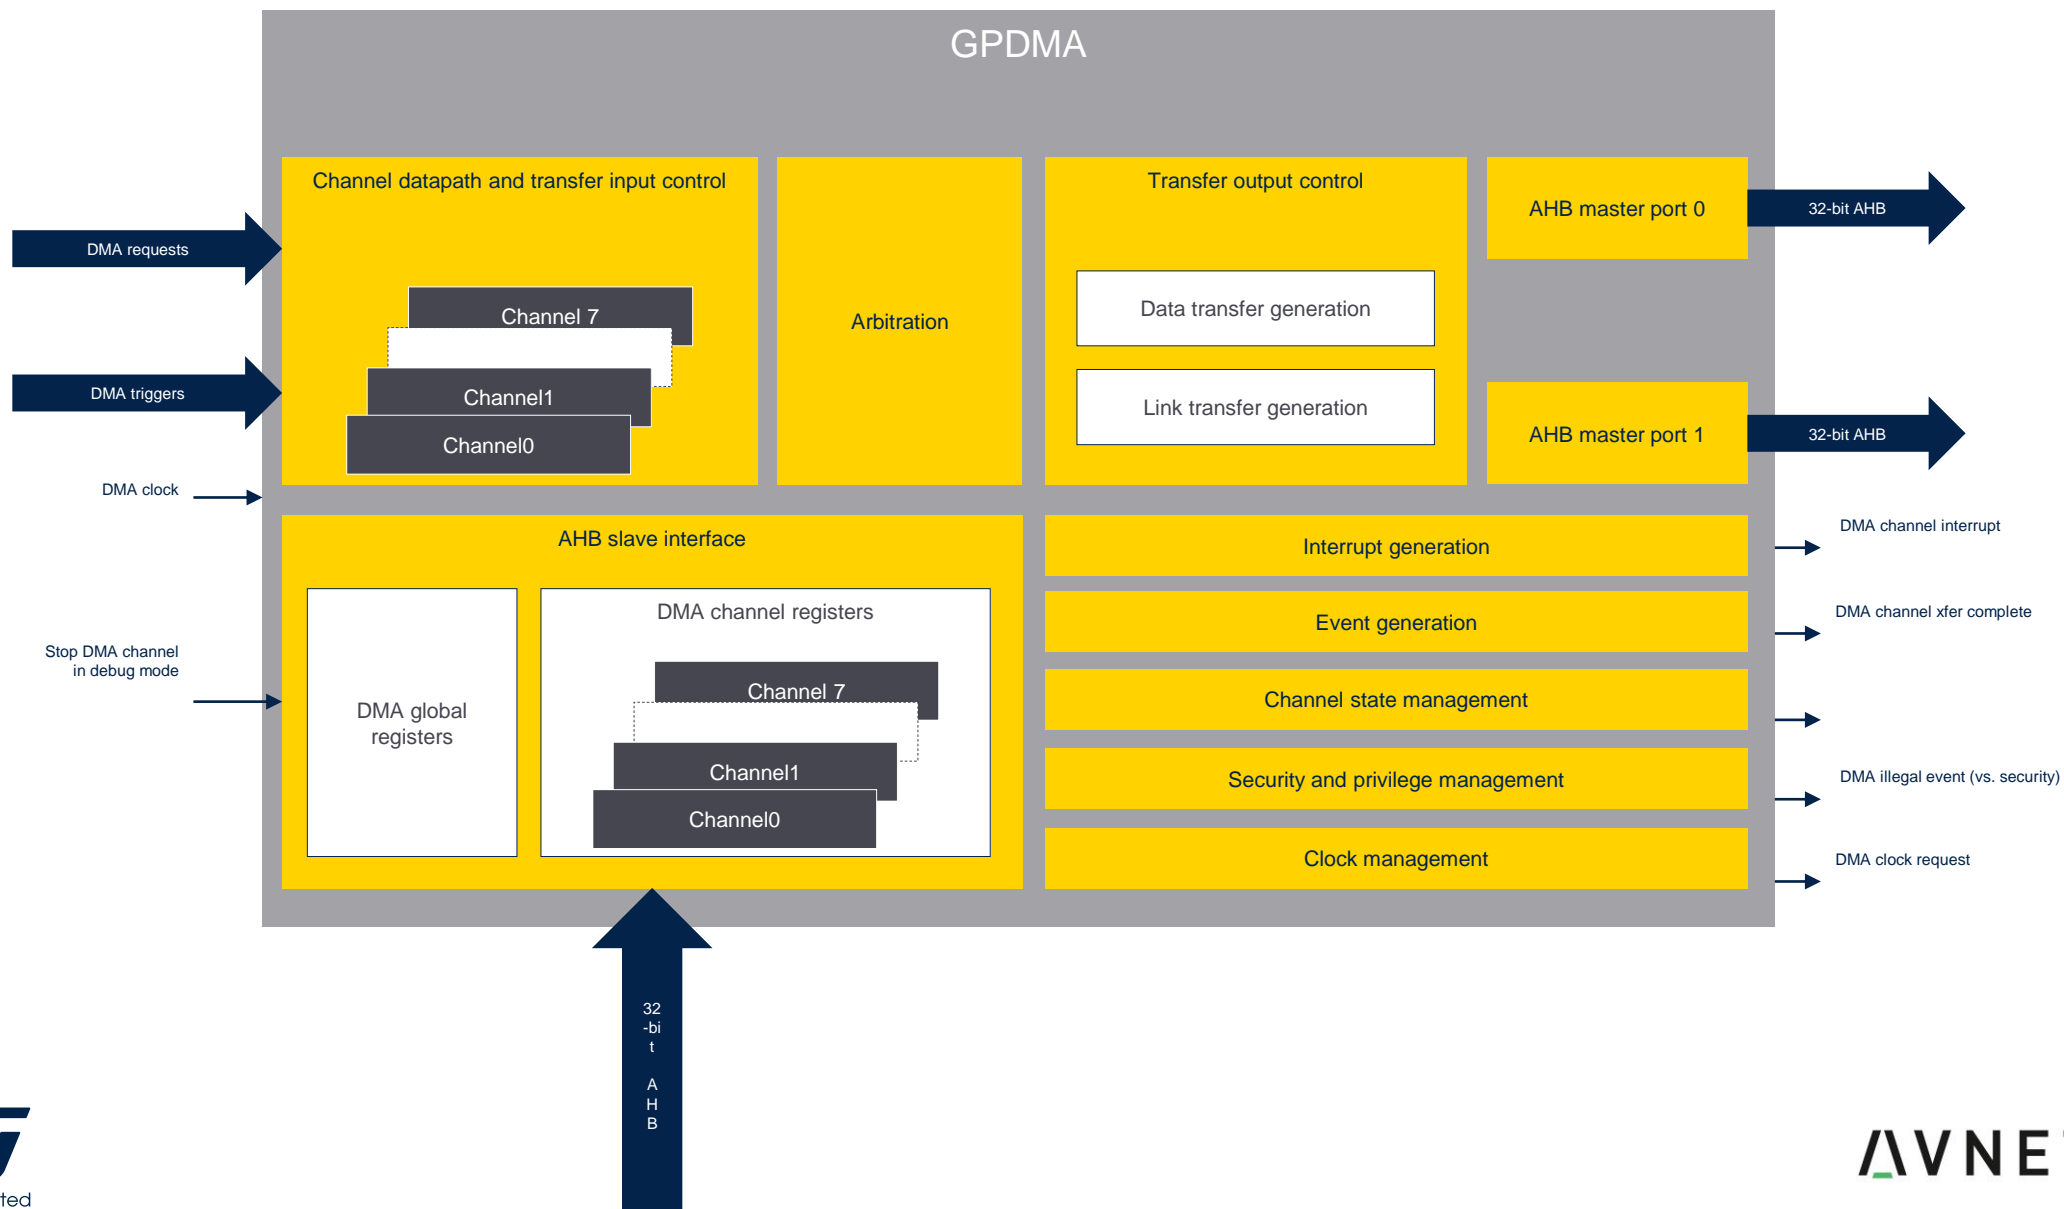 GPDMA
Channel datapath and transfer input control
Channel 7
Channel1
Channel0
Arbitration
Transfer output control
Data transfer generation
Link transfer generation
AHB master port 0
32-bit AHB
AHB master port 1
32-bit AHB
DMA requests
DMA triggers
DMA clock
Stop DMA channel
in debug mode
AHB slave interface
DMA global
registers
DMA channel registers
Channel 7
Channel1
Channel0
Interrupt generation
Event generation
Channel state management
Security and privilege management
Clock management
DMA channel interrupt
DMA channel xfer complete
DMA illegal event (vs. security)
DMA clock request
32
-bi
t
A
H
B
ted
AVNE